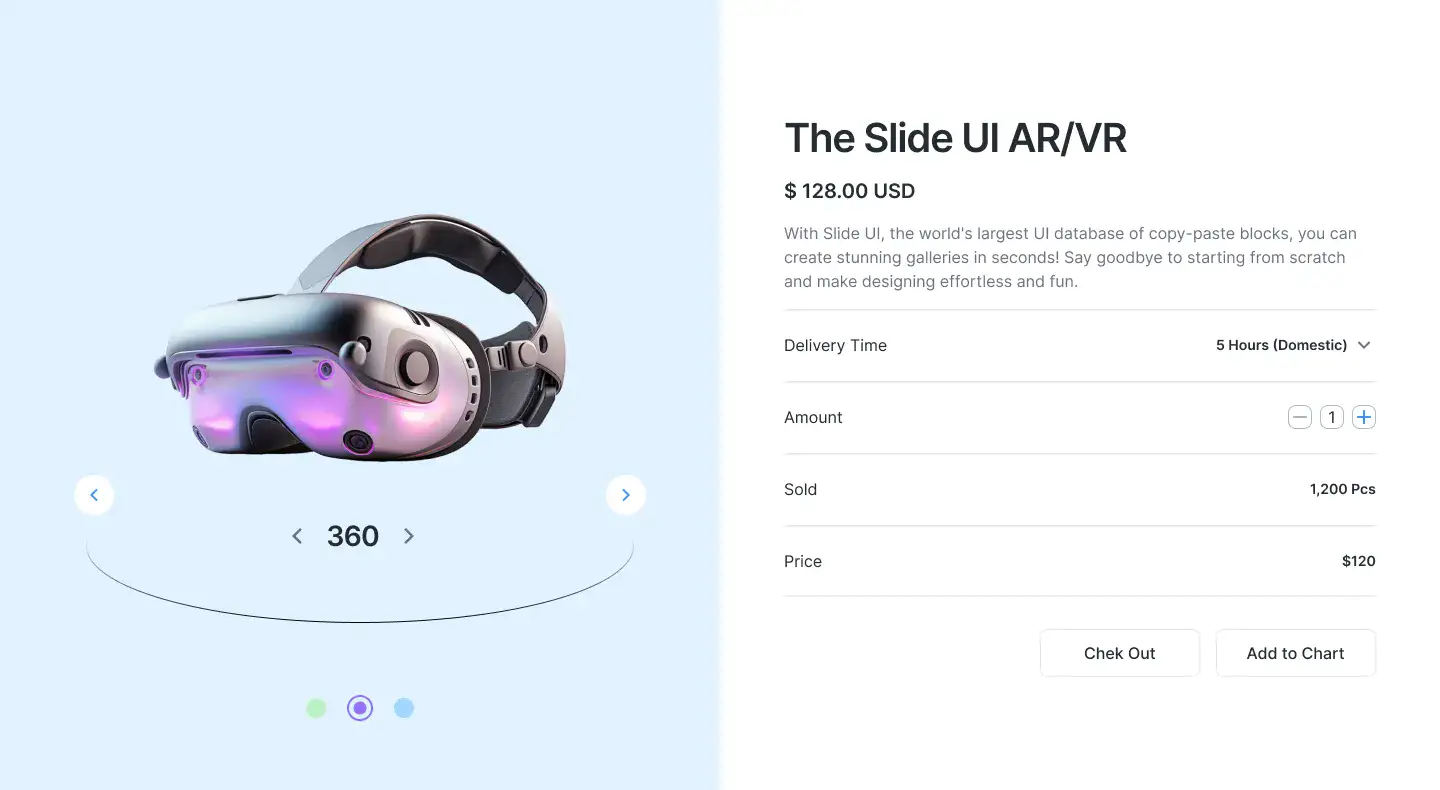 The Slide UI AR/VR
$ 128.00 USD
With Slide UI, the world's largest UI database of copy-paste blocks, you can
create stunning galleries in seconds! Say goodbye to starting from scratch
and make designing effortless and fun.
Delivery Time 5 Hours (Domestic)
Amount 1
Sold 1,200 Pcs
Price $120
Chek Out Add to Chart
360